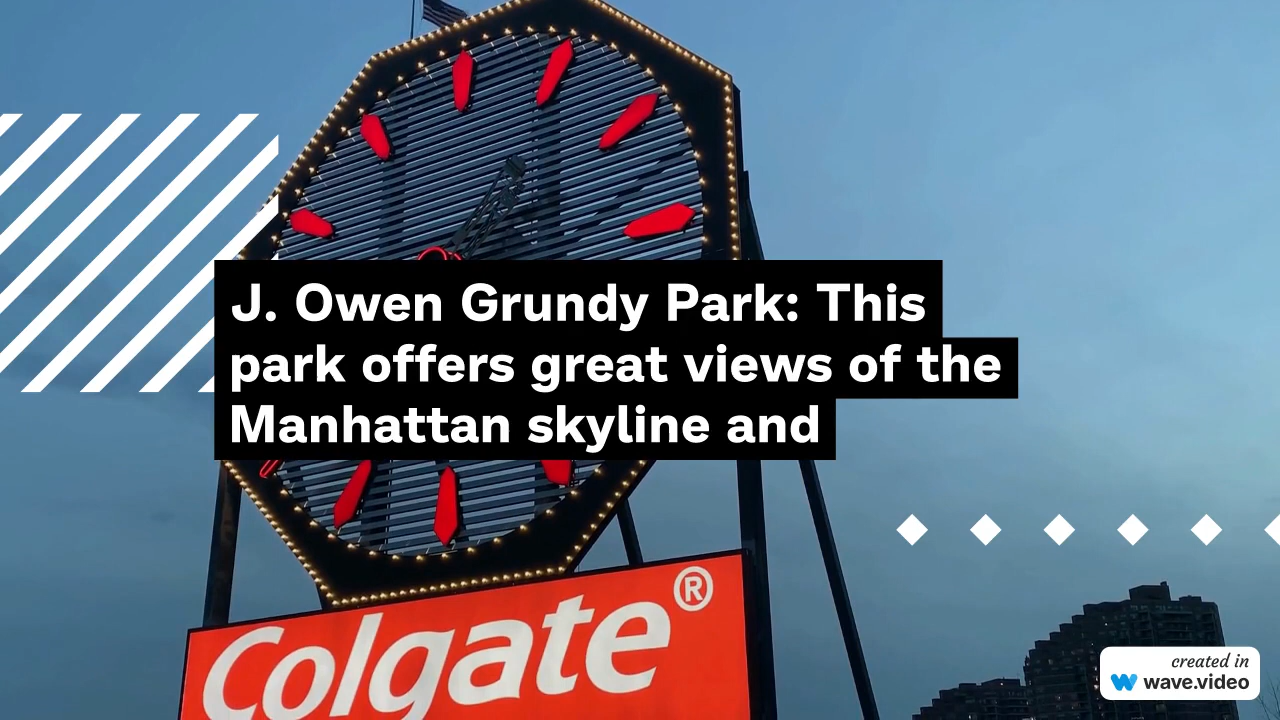 J. Owen Grundy Park: This
park offers great views of the
Manhattan skyline and
Colgate®
created in
wave.video